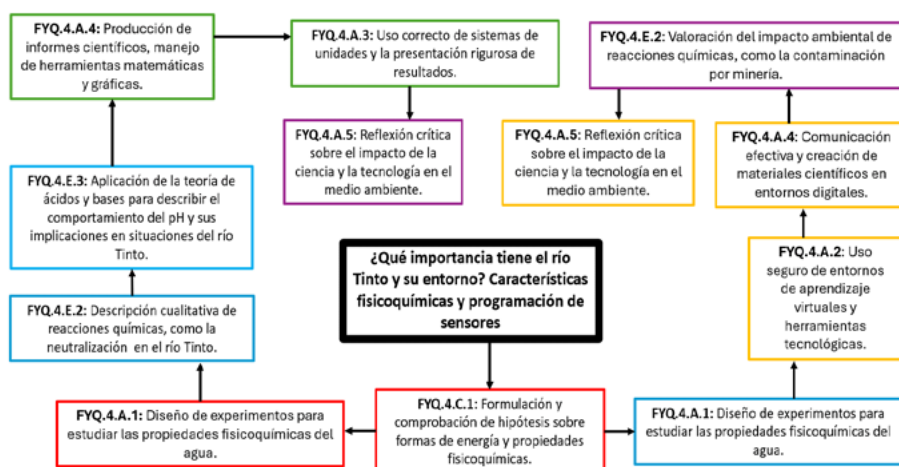 FYQ.4.A.4: Producción de
informes científicos, manejo
de herramientas matemáticas
y gráficas.
FYQ.4.A.3: Uso correcto de sistemas de
unidades y la presentación rigurosa de
resultados.
FYQ.4.E.2: Valoración del impacto ambiental de
reacciones químicas, como la contaminación
por minería.
FYQ.4.A.5: Reflexión crítica
sobre el impacto de la
ciencia y la tecnología en el
medio ambiente.
FYQ.4.A.5: Reflexión crítica
sobre el impacto de la
ciencia y la tecnología en el
medio ambiente.
FYQ.4.A.4: Comunicación
efectiva y creación de
materiales científicos en
entornos digitales.
FYQ.4.E.3: Aplicación de la teoría de
ácidos y bases para describir el
comportamiento del pH y sus
implicaciones en situaciones del río
Tinto.
¿Qué importancia tiene el río
Tinto y su entorno? Características
fisicoquímicas y programación de
sensores
FYQ.4.A.2: Uso
seguro de entornos
de aprendizaje
virtuales y
herramientas
tecnológicas.
FYQ.4.E.2: Descripción cualitativa de
reacciones químicas, como la
neutralización en el río Tinto.
FYQ.4.A.1: Diseño de experimentos para
estudiar las propiedades fisicoquímicas del
agua.
FYQ.4.C.1: Formulación y
comprobación de hipótesis sobre
formas de energía y propiedades
fisicoquímicas.
FYQ.4.A.1: Diseño de experimentos para
estudiar las propiedades fisicoquímicas del
agua.